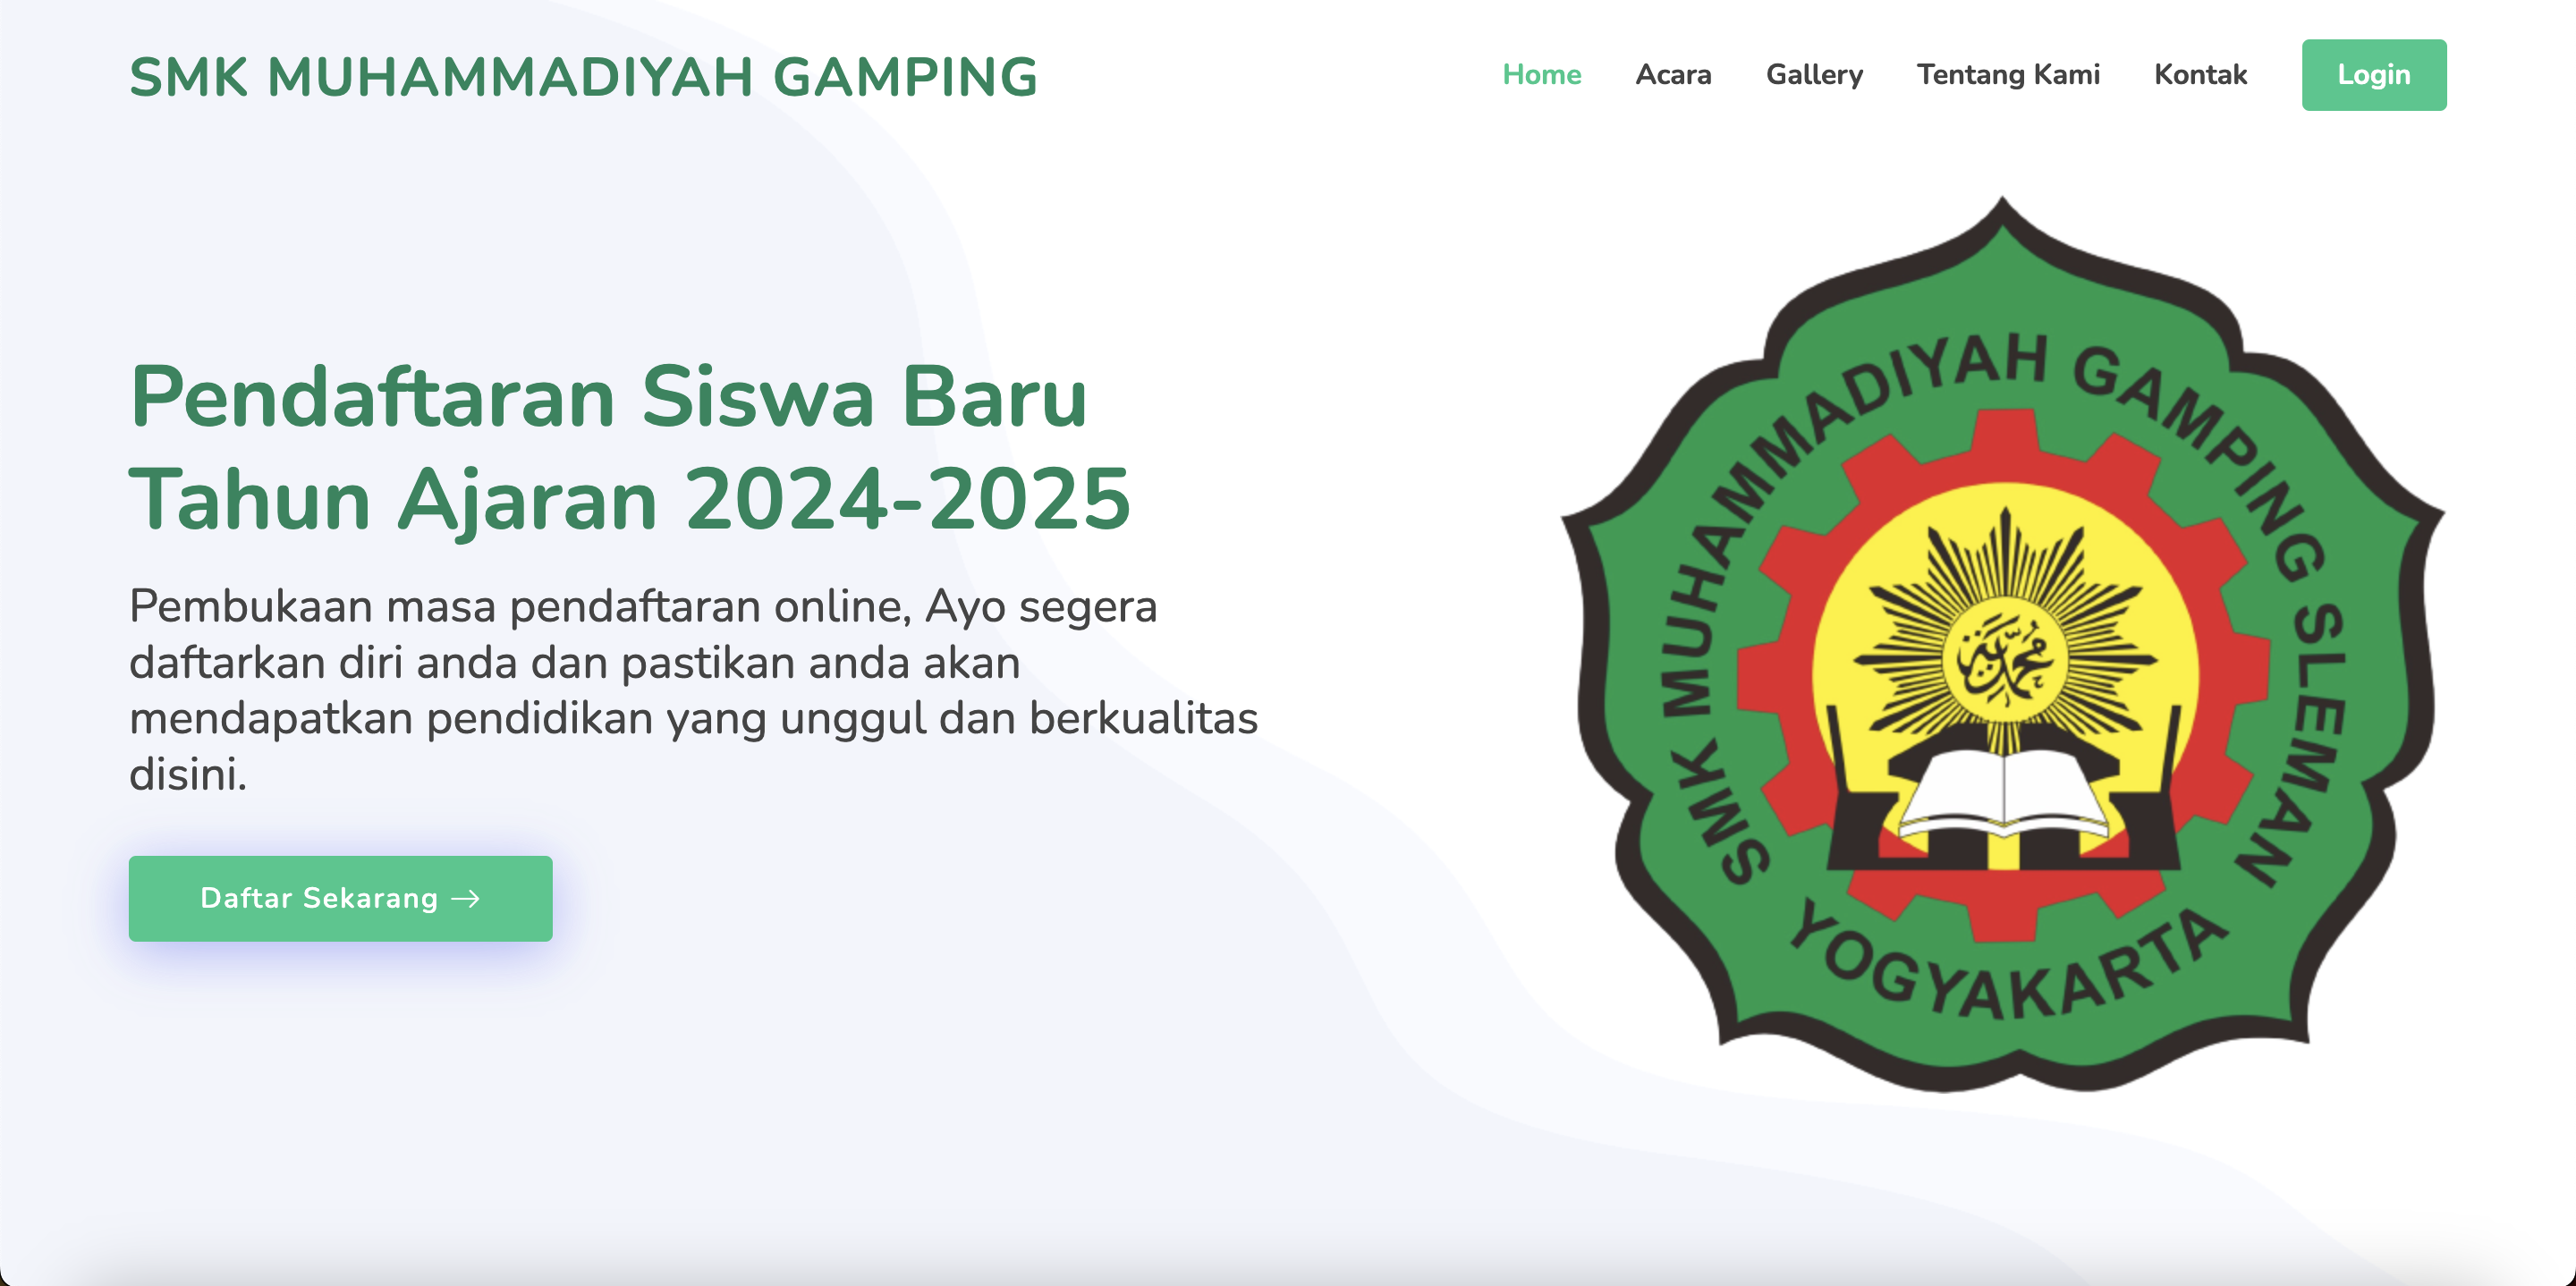 SMK MUHAMMADIYAH GAMPING
Home
Acara
Gallery
Tentang Kami
Kontak
Login
Pendaftaran Siswa Baru
Tahun Ajaran 2024-2025
Pembukaan masa pendaftaran online, Ayo segera
daftarkan diri anda dan pastikan anda akan
mendapatkan pendidikan yang unggul dan berkualitas
disini.
Daftar Sekarang →
SMK MUHAMMADIYAH GAMPING SLEMAN
YOGYAKARTA